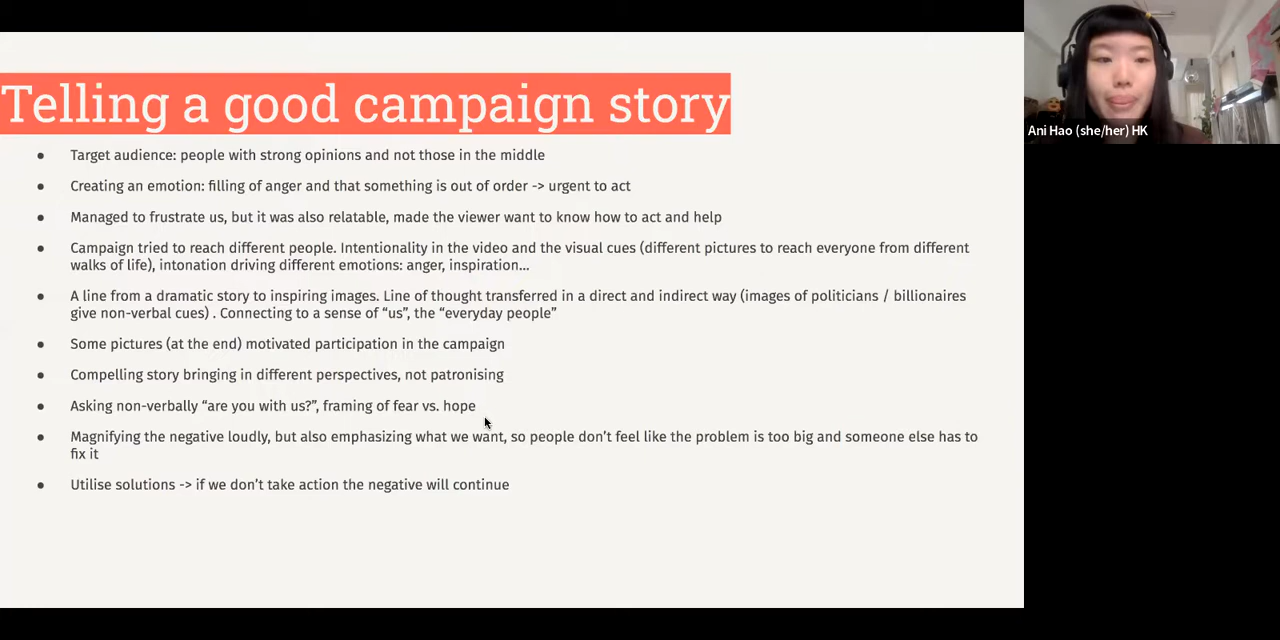 Telling a good campaign story
● Target audience: people with strong opinions and not those in the middle
● Creating an emotion: filling of anger and that something is out of order -> urgent to act
● Managed to frustrate us, but it was also relatable, made the viewer want to know how to act and help
● Campaign tried to reach different people. Intentionality in the video and the visual cues (different pictures to reach everyone from different
walks of life), intonation driving different emotions: anger, inspiration...
● A line from a dramatic story to inspiring images. Line of thought transferred in a direct and indirect way (images of politicians / billionaires
give non-verbal cues) . Connecting to a sense of “us”, the “everyday people”
● Some pictures (at the end) motivated participation in the campaign
● Compelling story bringing in different perspectives, not patronising
● Asking non-verbally “are you with us?”, framing of fear vs. hope
● Magnifying the negative loudly, but also emphasizing what we want, so people don’t feel like the problem is too big and someone else has to
fix it
● Utilise solutions -> if we don’t take action the negative will continue
Ani Hao (she/her) HK